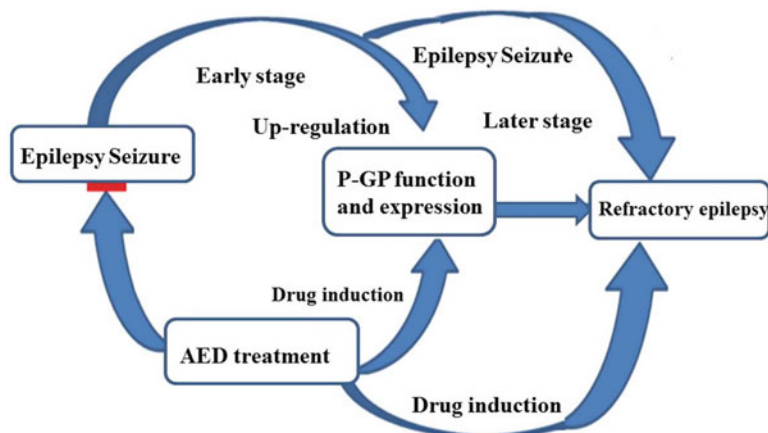 Epilepsy Seizure
Early stage
Up-regulation
Later stage
Epilepsy Seizure
P-GP function
and expression
Refractory epilepsy
Drug induction
AED treatment
Drug induction